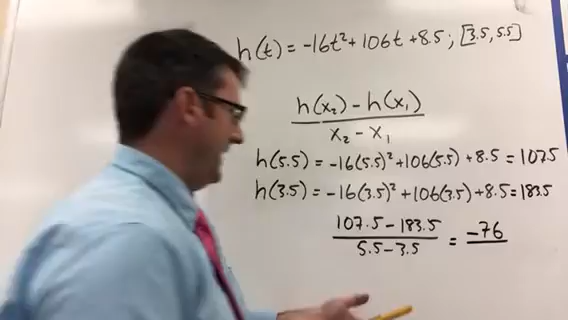 h(t) = -16t² + 106t + 8.5 ; [3.5, 5.5]
h(x₂) - h(x₁)
x₂ - x₁
h(5.5) = -16(5.5)² + 106(5.5) + 8.5 = 107.5
h(3.5) = -16(3.5)² + 106(3.5) + 8.5 = 183.5
107.5 - 183.5
5.5 - 3.5
= -76